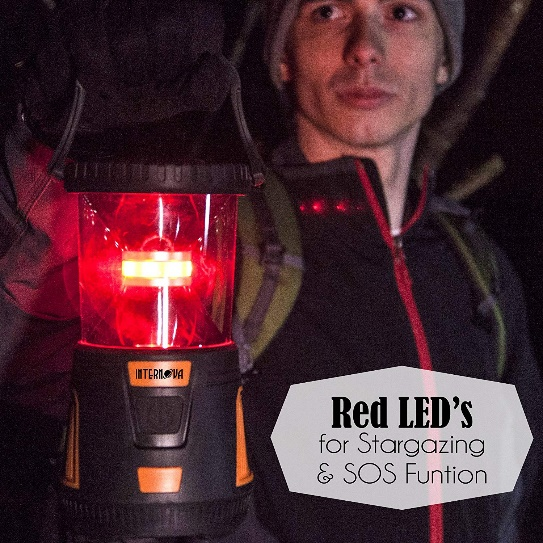 INTERNOVA
Red LED's
for Stargazing
& SOS Funtion